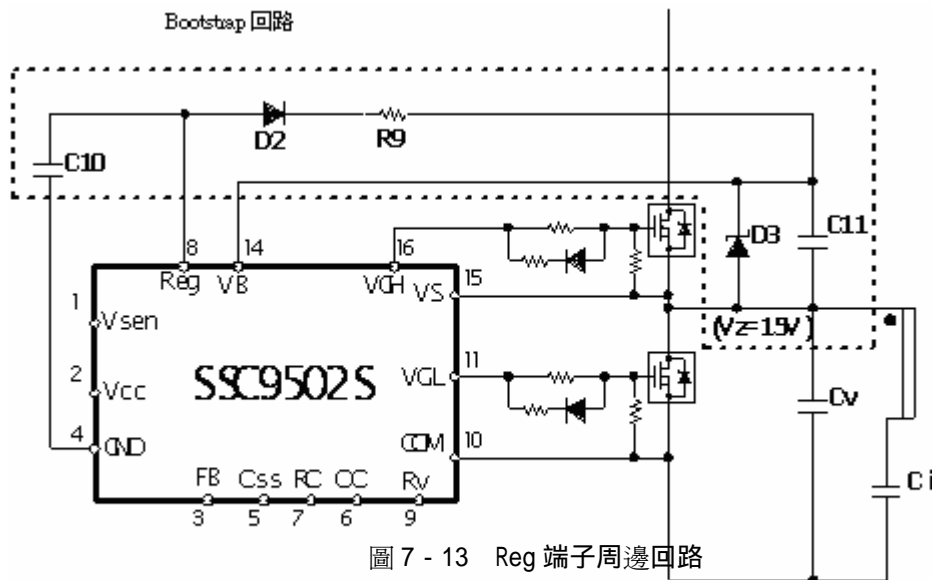 Bootstrap 回路
D2
R9
C10
8
14
16
D3
C11
Reg
VB
VGH
15
VS
1
Vsen
(Vz=19V)
11
2
SSC9502S
VGL
Vcc
Cv
4
GND
COM
10
FB
Css
RC
OC
Rv
Ci
3
5
7
6
9
圖 7 - 13 Reg 端子周邊回路